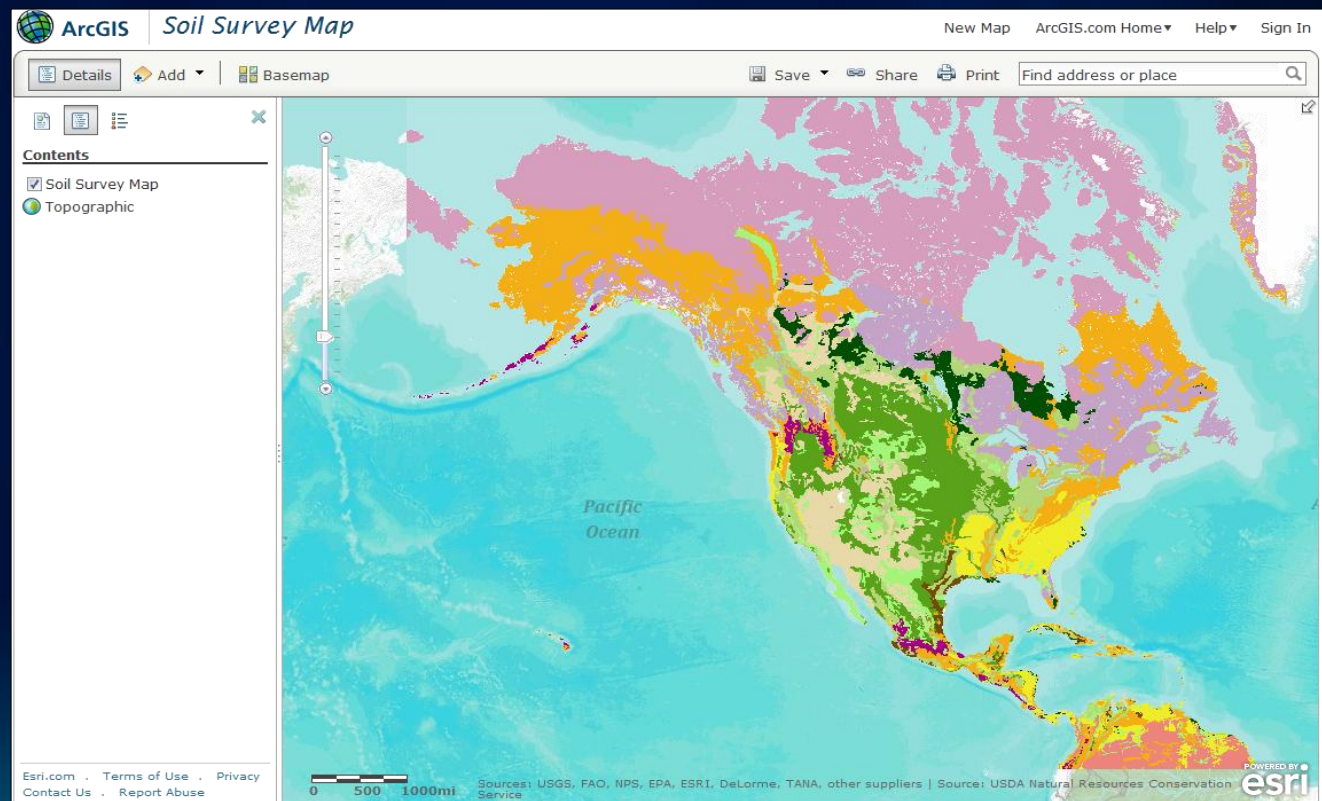 ArcGIS Soil Survey Map New Map ArcGIS.com Home▾ Help▾ Sign In
Details Add ▾ Basemap Save ▾ Share Print Find address or place
Contents
Soil Survey Map
Topographic
Pacific
Ocean
Esri.com . Terms of Use . Privacy
Contact Us . Report Abuse
0 500 1000mi
Sources: USGS, FAO, NPS, EPA, ESRI, DeLorme, TANA, other suppliers | Source: USDA Natural Resources Conservation
Service
POWERED BY
esri